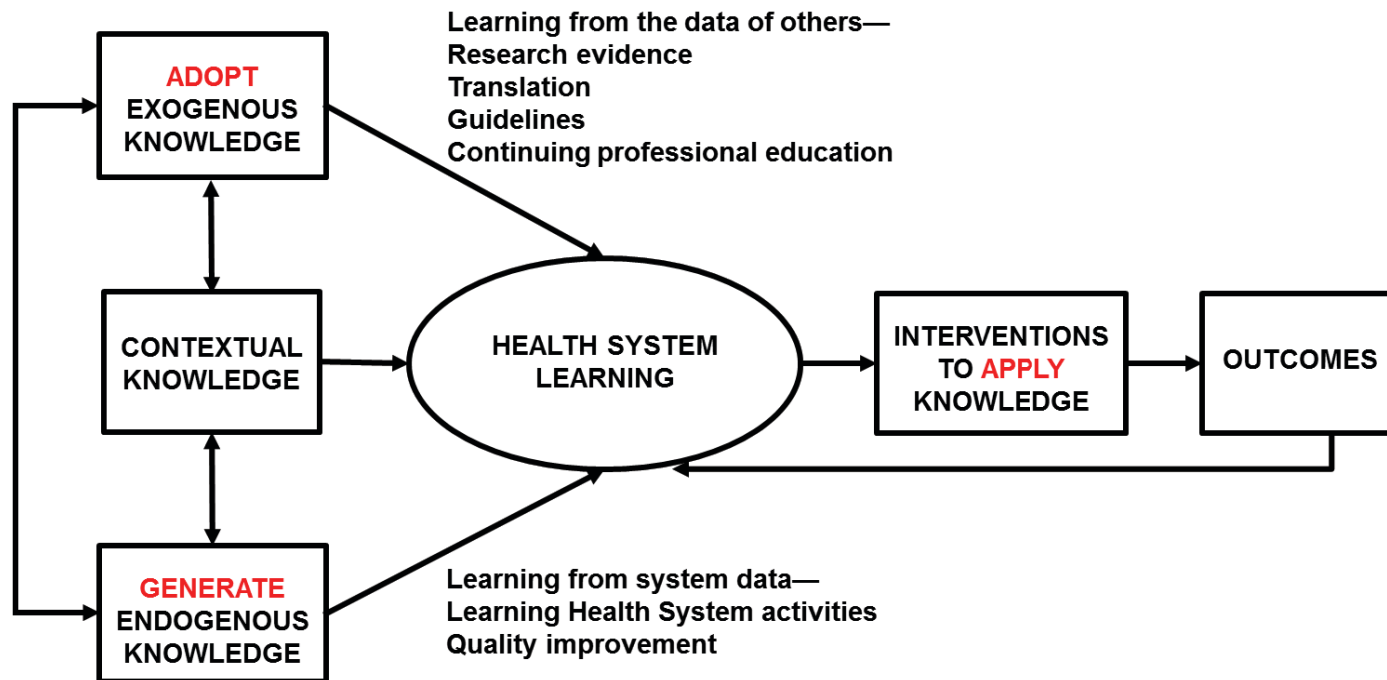 Learning from the data of others—
Research evidence
Translation
Guidelines
Continuing professional education
ADOPT
EXOGENOUS
KNOWLEDGE
CONTEXTUAL
KNOWLEDGE
HEALTH SYSTEM
LEARNING
INTERVENTIONS
TO APPLY
KNOWLEDGE
OUTCOMES
GENERATE
ENDOGENOUS
KNOWLEDGE
Learning from system data—
Learning Health System activities
Quality improvement